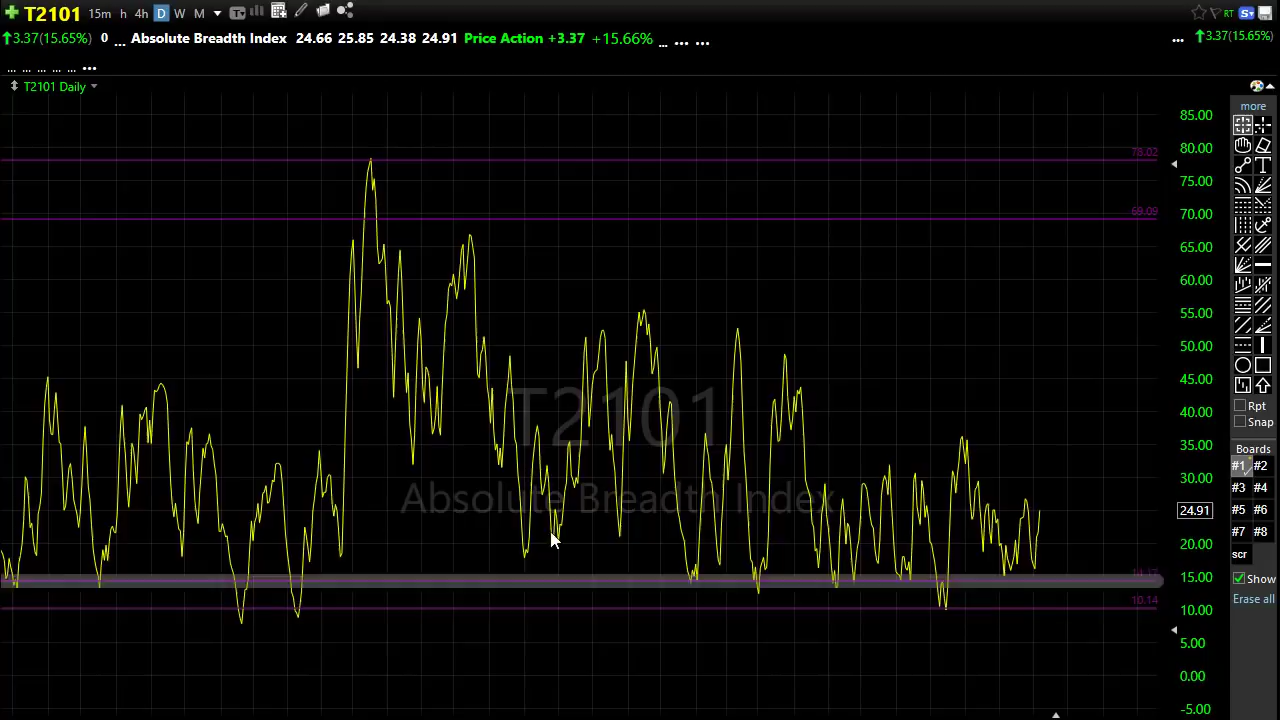 T2101 15m h 4h D W M T RT S
3.37(15.65%) 0 ... Absolute Breadth Index 24.66 25.85 24.38 24.91 Price Action +3.37 +15.66% ... ... ... ... 3.37(15.65%)
... ... ... ... ... ...
T2101 Daily
more
85.00
78.02
80.00
75.00
69.09
70.00
65.00
60.00
55.00
50.00
45.00
T2101
40.00
Rpt
Snap
35.00
Boards
30.00
#1 #2
Absolute Breadth Index
#3 #4
24.91
#5 #6
#7 #8
20.00
scr
15.00
Show
10.14
Erase all
10.00
5.00
0.00
-5.00